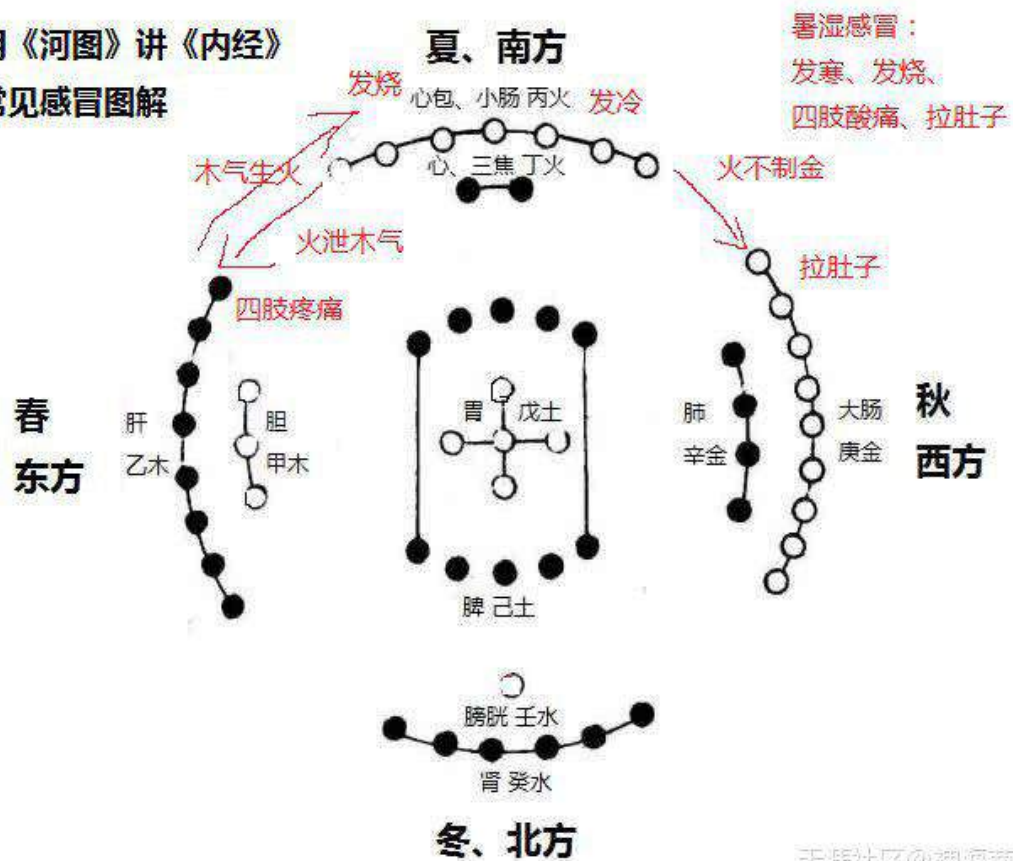 《河图》讲《内经》
常见感冒图解
夏、南方
暑湿感冒：
发寒、发烧、
四肢酸痛、拉肚子
发烧
心包、小肠 丙火
发冷
木气生火
心、三焦 丁火
火不制金
火泄木气
拉肚子
四肢疼痛
春
东方
肝
乙木
胆
甲木
胃
戊土
肺
辛金
大肠
庚金
秋
西方
脾 己土
膀胱 壬水
肾 癸水
冬、北方